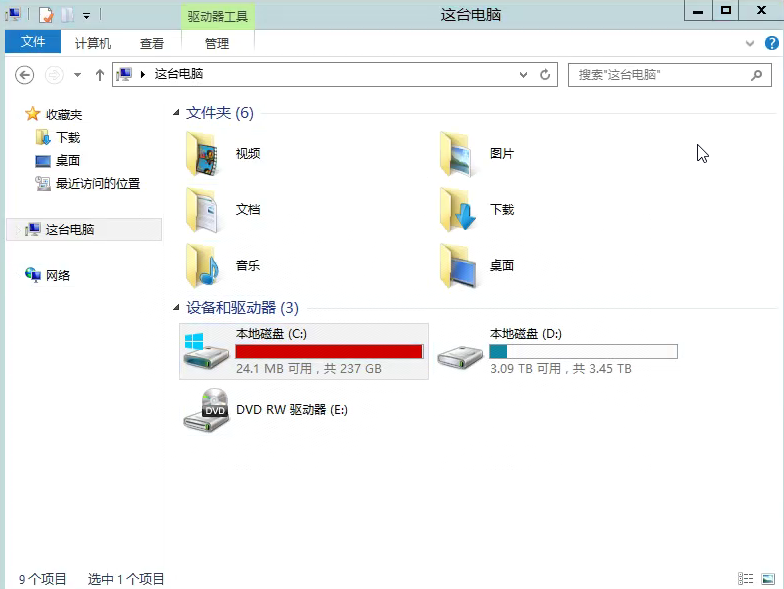 驱动器工具
这台电脑
文件
计算机
查看
管理
这台电脑
搜索"这台电脑"
收藏夹
下载
桌面
最近访问的位置
这台电脑
网络
文件夹 (6)
视频
图片
文档
下载
音乐
桌面
设备和驱动器 (3)
本地磁盘 (C:)
24.1 MB 可用，共 237 GB
本地磁盘 (D:)
3.09 TB 可用，共 3.45 TB
DVD
DVD RW 驱动器 (E:)
9 个项目
选中 1 个项目